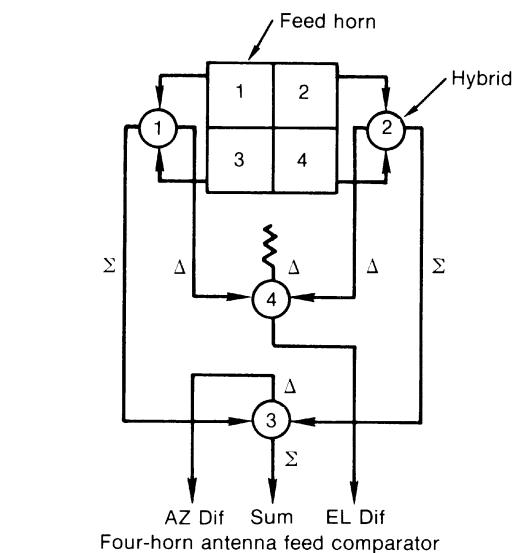 Feed horn
Hybrid
1 2
1 2
3 4
Σ Δ Δ Δ Σ
4
Δ
3
Σ
AZ Dif Sum EL Dif
Four-horn antenna feed comparator